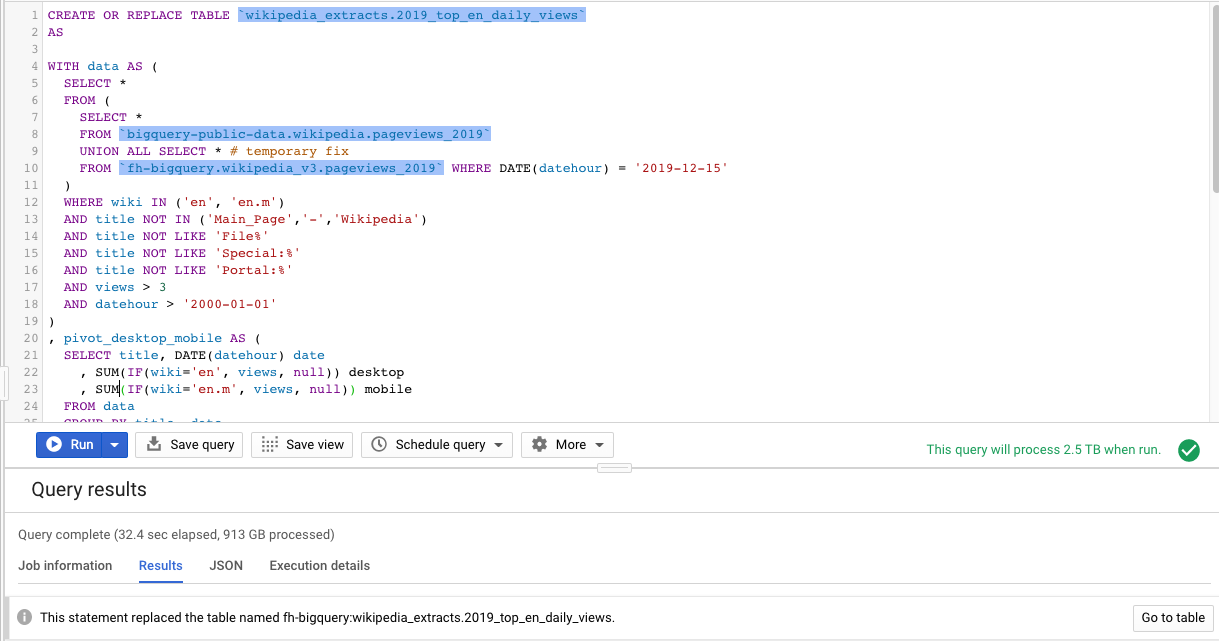 1 CREATE OR REPLACE TABLE `wikipedia_extracts.2019_top_en_daily_views`
2 AS
3
4 WITH data AS (
5 SELECT *
6 FROM (
7 SELECT *
8 FROM `bigquery-public-data.wikipedia.pageviews_2019`
9 UNION ALL SELECT * # temporary fix
10 FROM `fh-bigquery.wikipedia_v3.pageviews_2019` WHERE DATE(datehour) = '2019-12-15'
11 )
12 WHERE wiki IN ('en', 'en.m')
13 AND title NOT IN ('Main_Page','-','Wikipedia')
14 AND title NOT LIKE 'File%'
15 AND title NOT LIKE 'Special:%'
16 AND title NOT LIKE 'Portal:%'
17 AND views > 3
18 AND datehour > '2000-01-01'
19 )
20 , pivot_desktop_mobile AS (
21 SELECT title, DATE(datehour) date
22 , SUM(IF(wiki='en', views, null)) desktop
23 , SUM(IF(wiki='en.m', views, null)) mobile
24 FROM data
25 GROUP BY title, date
Run Save query Save view Schedule query More
This query will process 2.5 TB when run.
Query results
Query complete (32.4 sec elapsed, 913 GB processed)
Job information Results JSON Execution details
This statement replaced the table named fh-bigquery:wikipedia_extracts.2019_top_en_daily_views.
Go to table